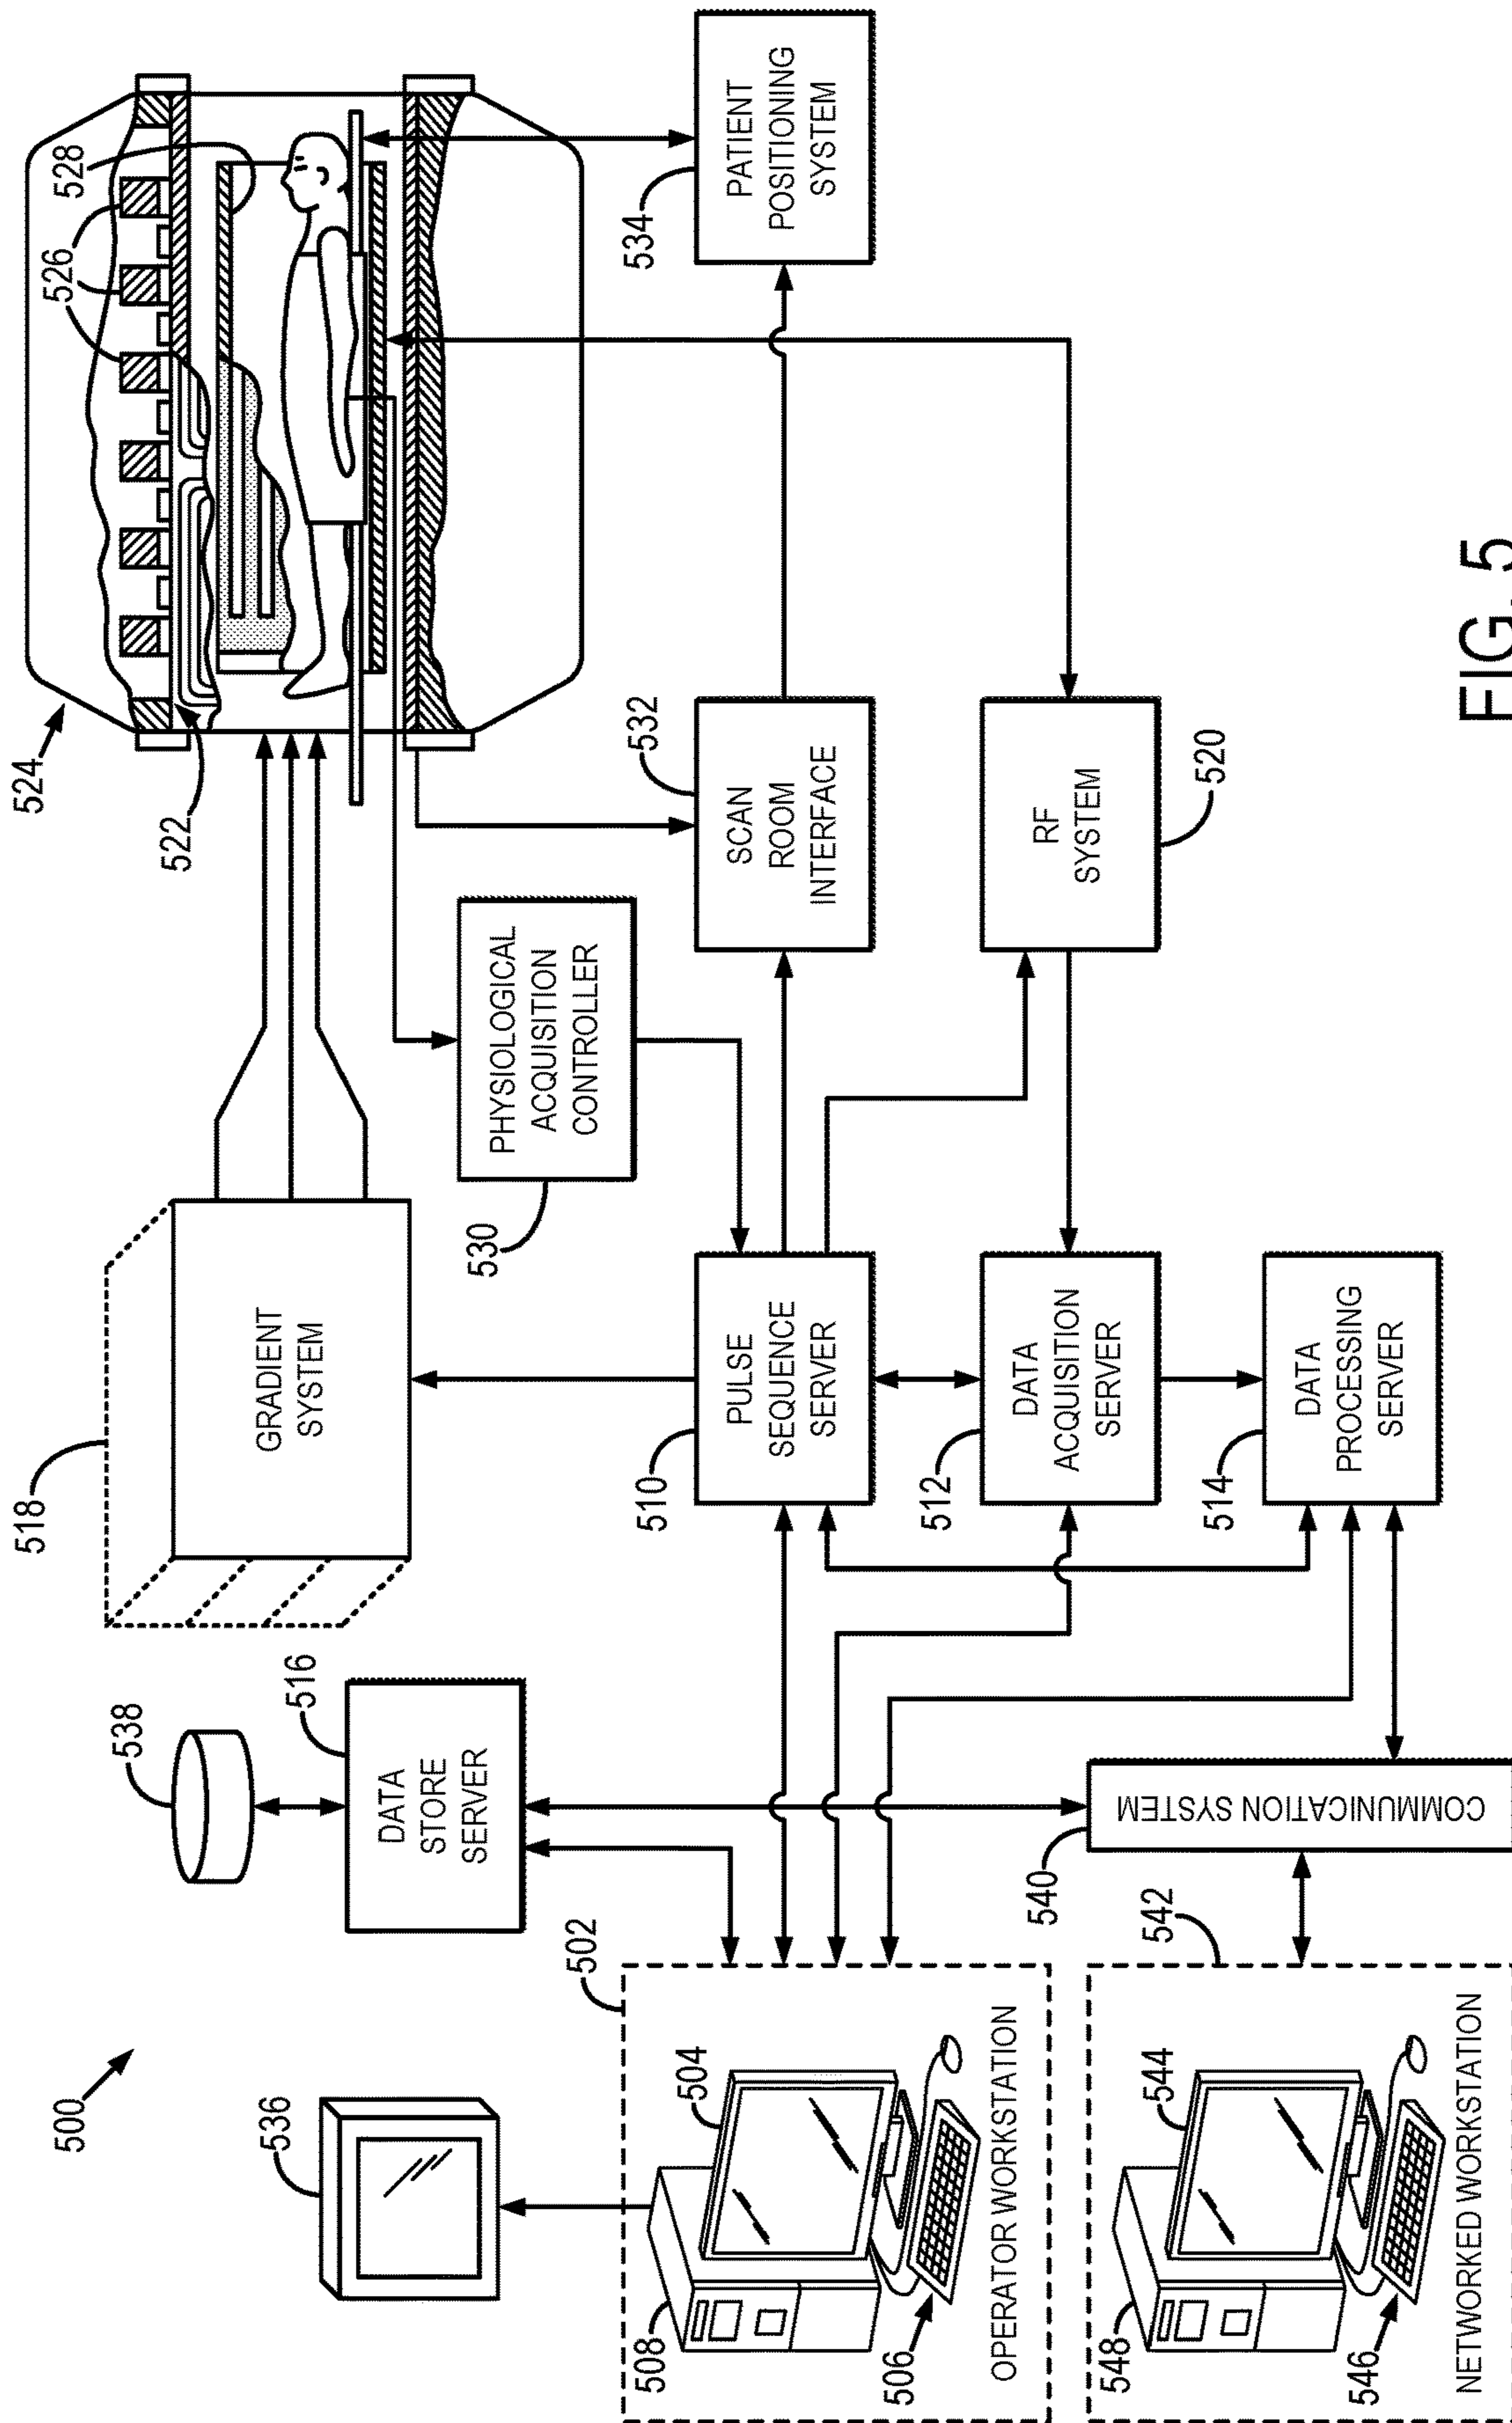 500
536
538
518
524
526
528
522
516
DATA
STORE
SERVER
GRADIENT
SYSTEM
530
PHYSIOLOGICAL
ACQUISITION
CONTROLLER
502
504
508
506
OPERATOR WORKSTATION
510
PULSE
SEQUENCE
SERVER
532
SCAN
ROOM
INTERFACE
534
PATIENT
POSITIONING
SYSTEM
512
DATA
ACQUISITION
SERVER
RF
SYSTEM
520
540
COMMUNICATION SYSTEM
514
DATA
PROCESSING
SERVER
542
544
548
546
NETWORKED WORKSTATION
FIG. 5